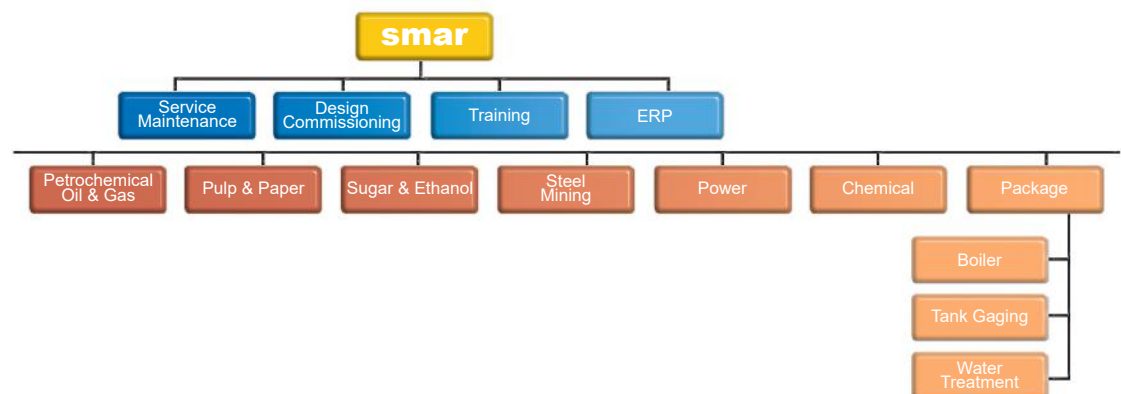 smar
Service
Maintenance
Design
Commissioning
Training
ERP
Petrochemical
Oil & Gas
Pulp & Paper
Sugar & Ethanol
Steel
Mining
Power
Chemical
Package
Boiler
Tank Gaging
Water
Treatment